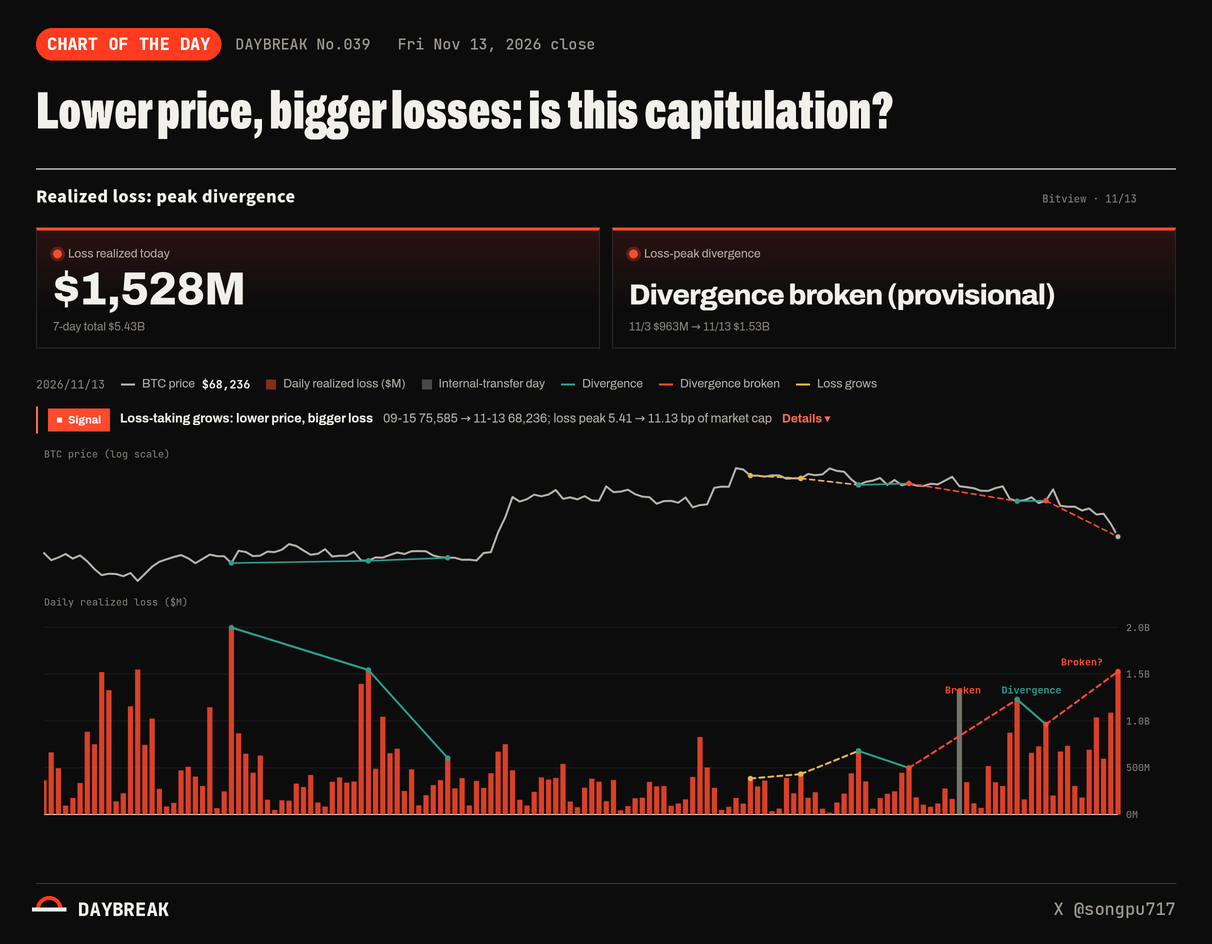 CHART OF THE DAY DAYBREAK No.039 Fri Nov 13, 2026 close
Lower price, bigger losses: is this capitulation?
Realized loss: peak divergence
Bitview · 11/13
Loss realized today
$1,528M
7-day total $5.43B
Loss-peak divergence
Divergence broken (provisional)
11/3 $963M → 11/13 $1.53B
2026/11/13 BTC price $68,236 Daily realized loss ($M) Internal-transfer day Divergence Divergence broken Loss grows
Signal Loss-taking grows: lower price, bigger loss 09-15 75,585 → 11-13 68,236; loss peak 5.41 → 11.13 bp of market cap Details ▾
BTC price (log scale)
Daily realized loss ($M)
2.0B
Broken?
1.5B
Broken
Divergence
1.0B
500M
0M
DAYBREAK
X @songpu717